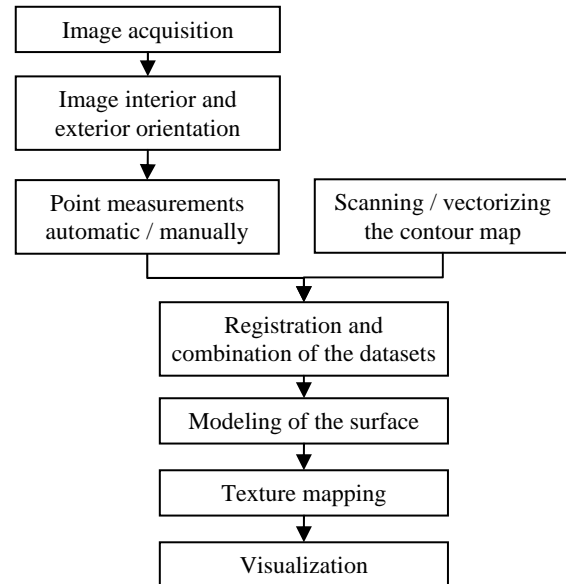 Image acquisition
Image interior and
exterior orientation
Point measurements
automatic / manually
Scanning / vectorizing
the contour map
Registration and
combination of the datasets
Modeling of the surface
Texture mapping
Visualization